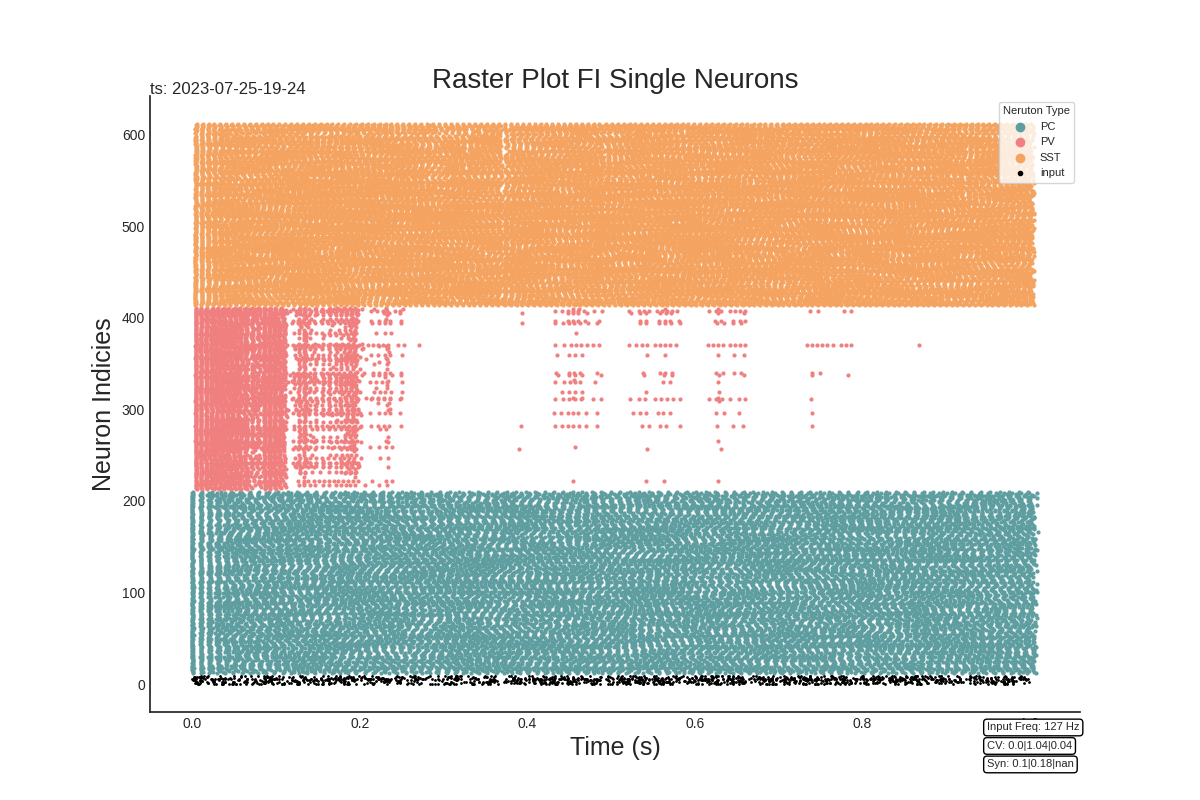 Raster Plot FI Single Neurons
ts: 2023-07-25-19-24
Neruton Type
PC
PV
SST
input
600
500
400
300
200
100
0
Neuron Indicies
0.0 0.2 0.4 0.6 0.8
Time (s)
Input Freq: 127 Hz
CV: 0.0|1.04|0.04
Syn: 0.1|0.18|nan